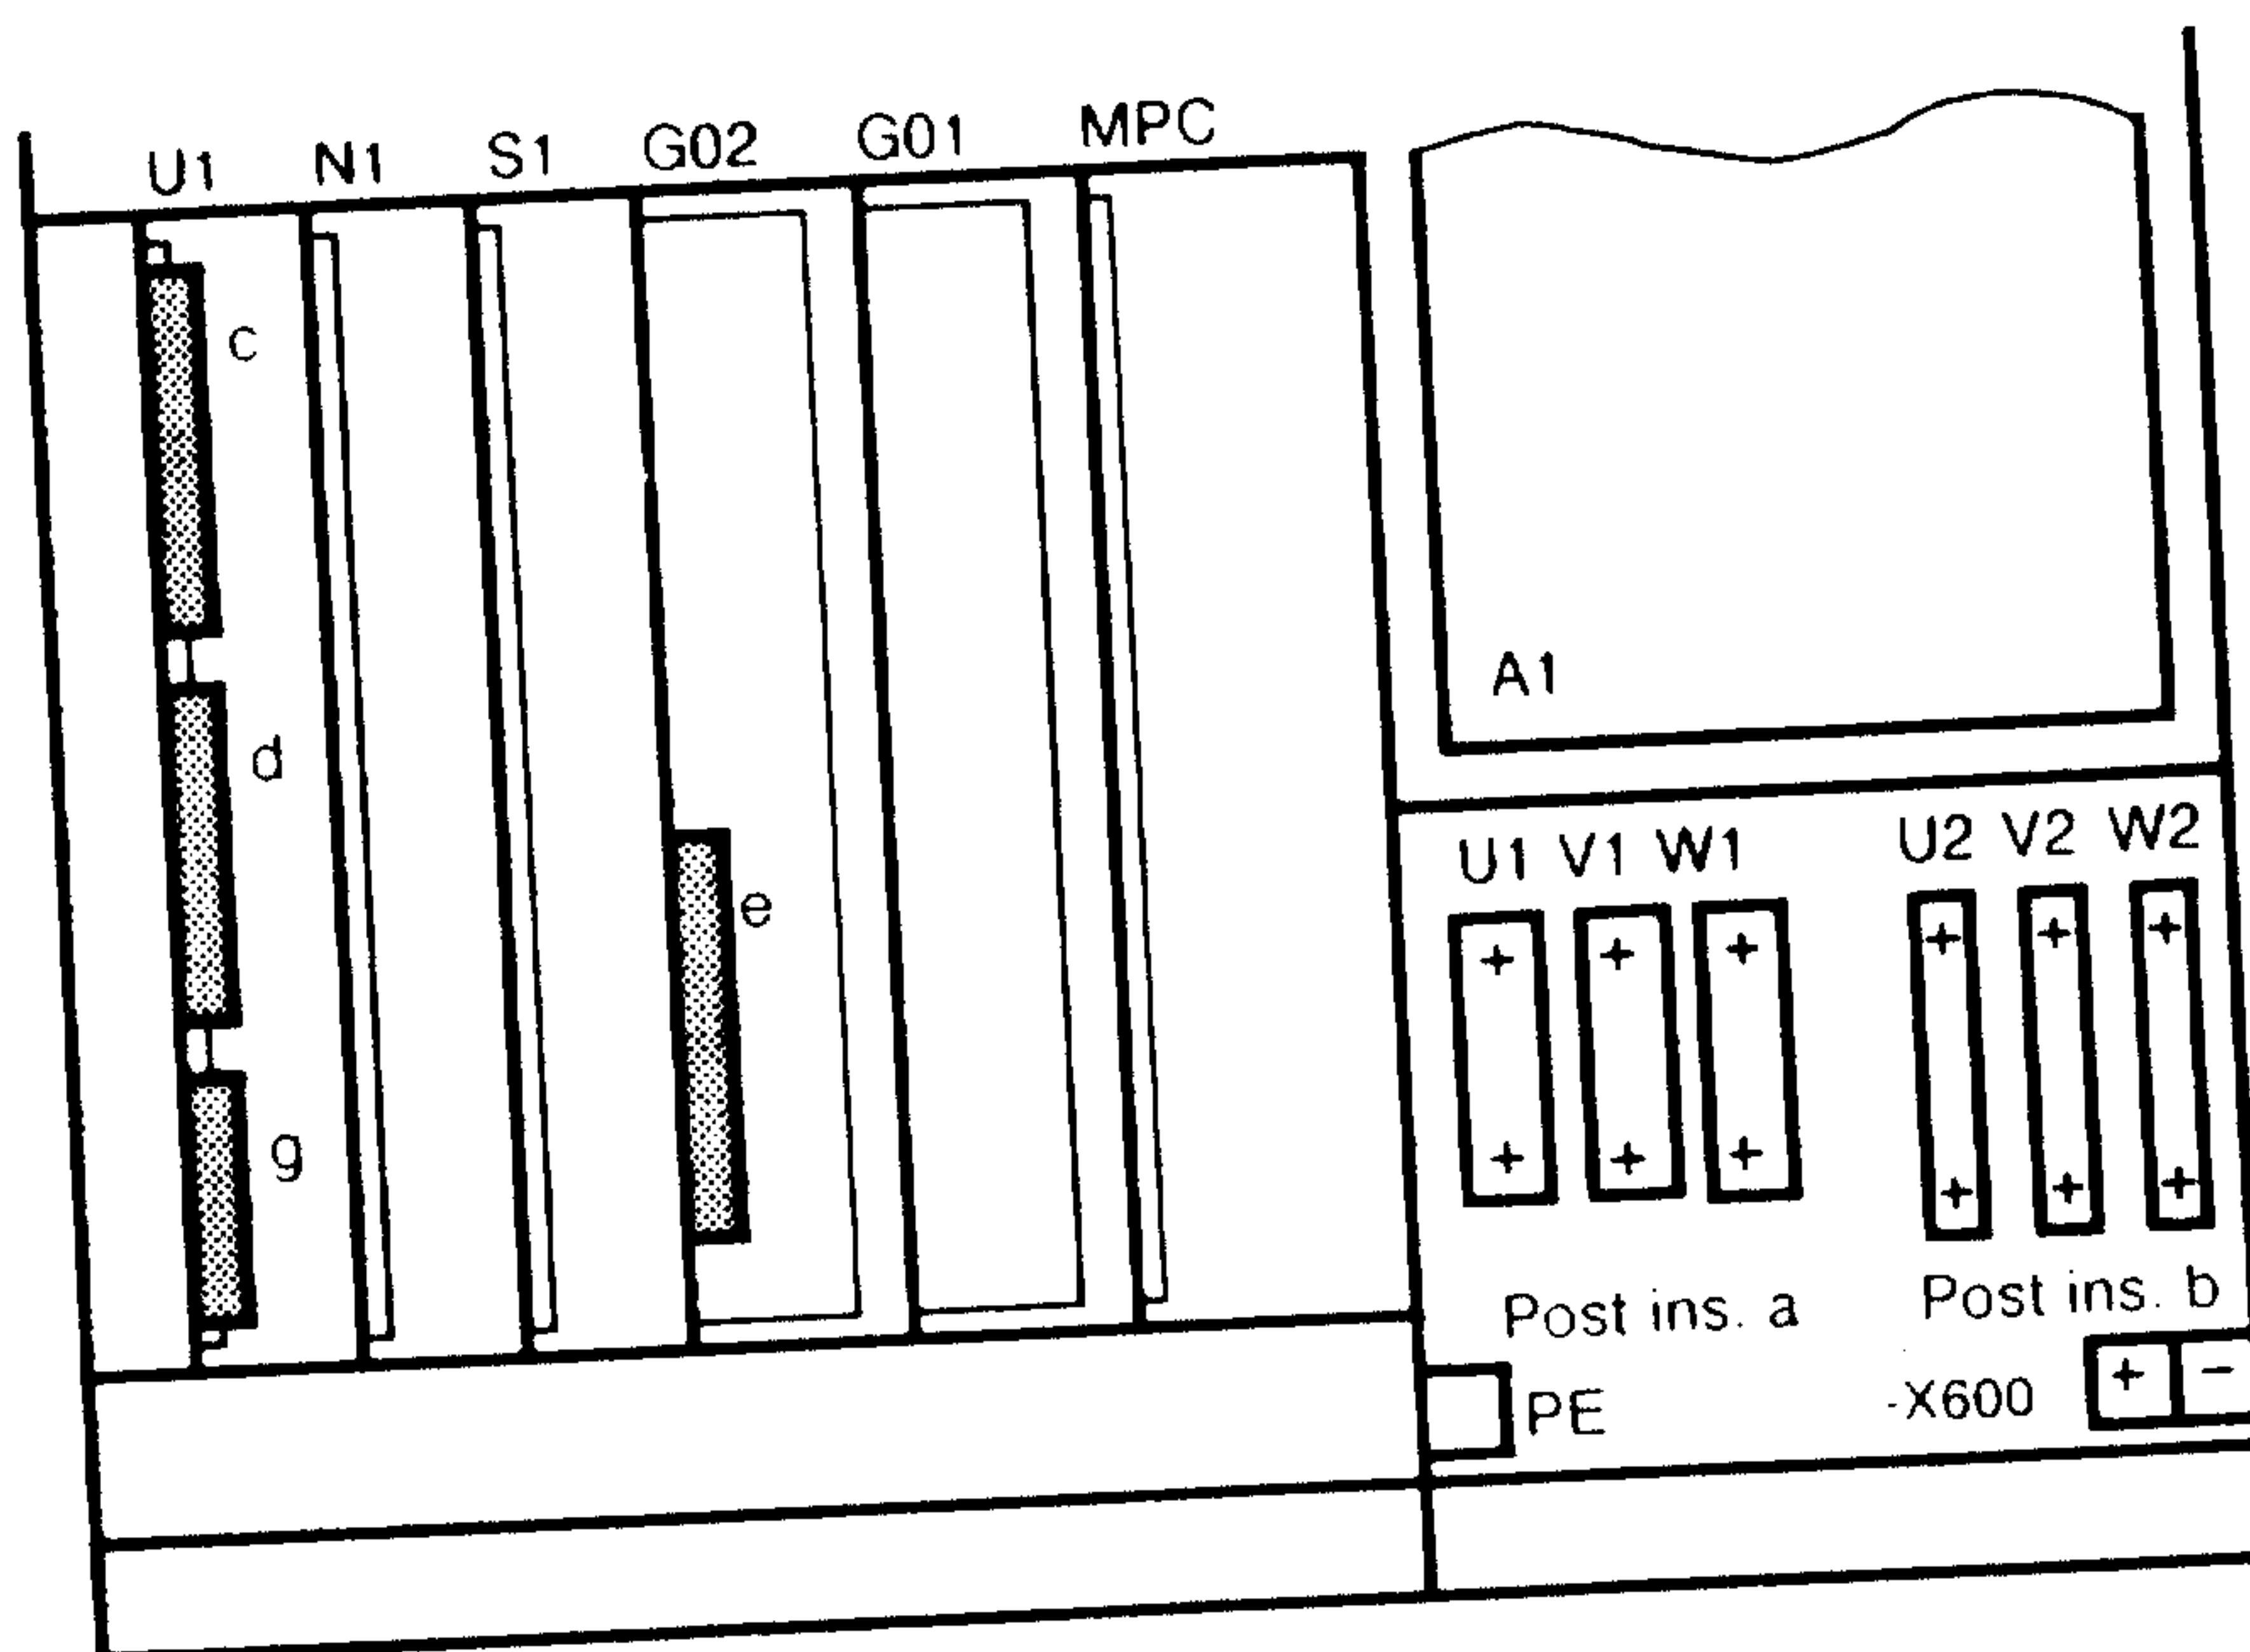 U1 N1 S1 G02 G01 MPC
c
A1
d
U1 V1 W1 U2 V2 W2
e
g
Post ins. a Post ins. b
PE -X600 + -